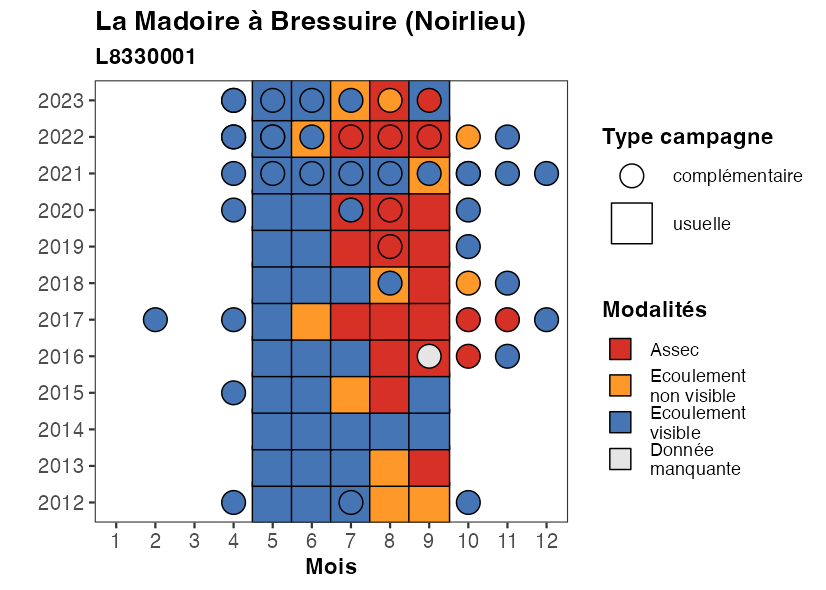 La Madoire à Bressuire (Noirlieu)
L8330001
2023
2022
2021
2020
2019
2018
2017
2016
2015
2014
2013
2012
1 2 3 4 5 6 7 8 9 10 11 12
Mois
Type campagne
complémentaire
usuelle
Modalités
Assec
Ecoulement
non visible
Ecoulement
visible
Donnée
manquante